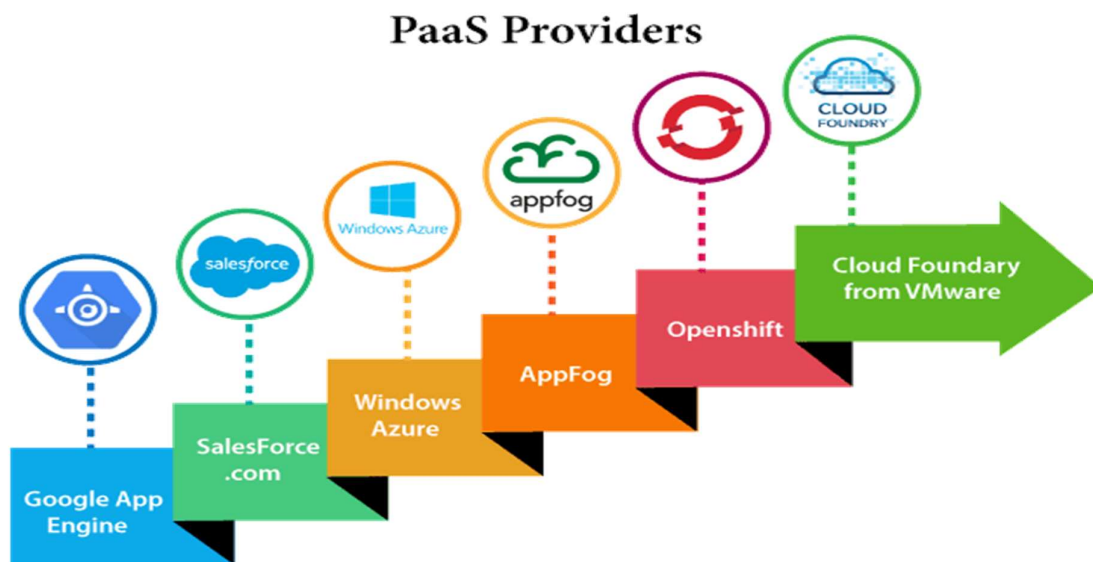 PaaS Providers
CLOUD
FOUNDRY
appfog
Windows Azure
salesforce
Cloud Foundary
from VMware
Openshift
AppFog
Windows
Azure
SalesForce
.com
Google App
Engine